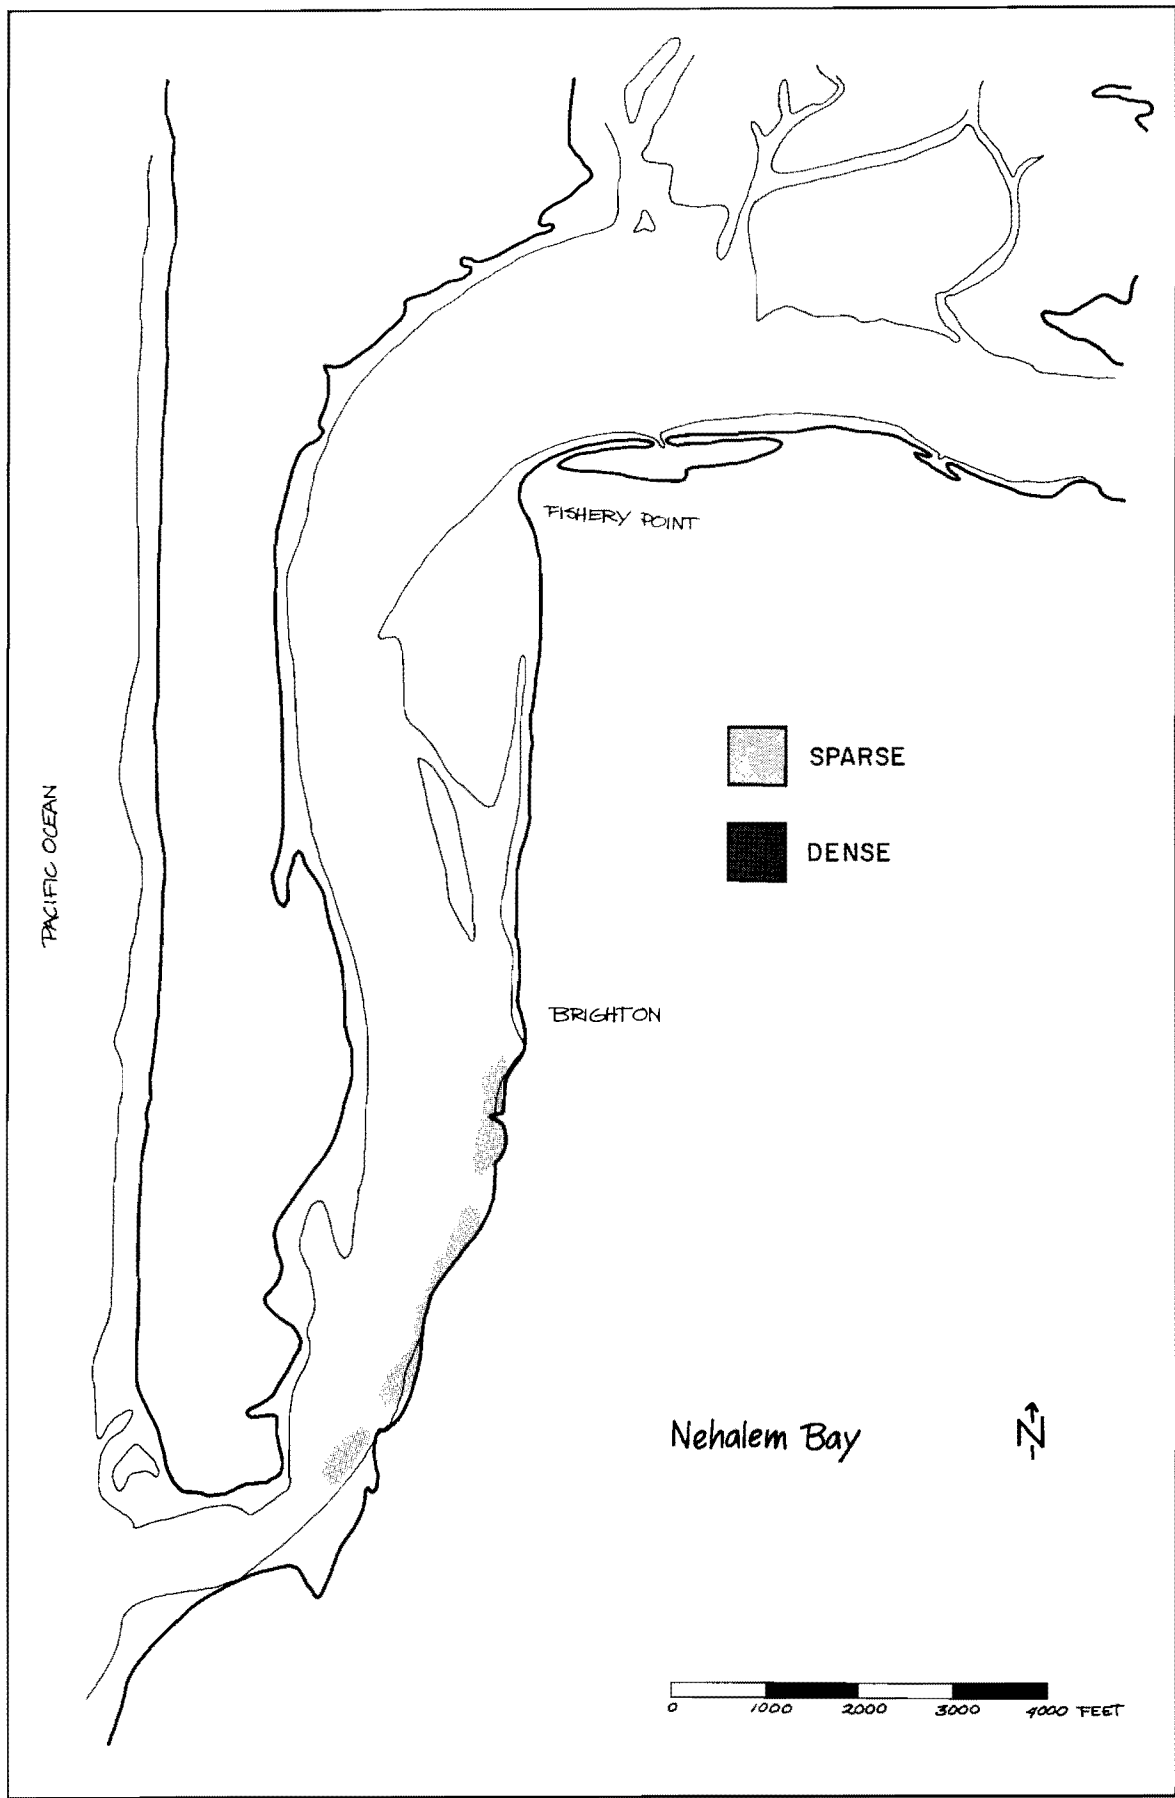 FISHERY POINT
SPARSE
DENSE
PACIFIC OCEAN
BRIGHTON
Nehalem Bay
N
0 1000 2000 3000 4000 FEET